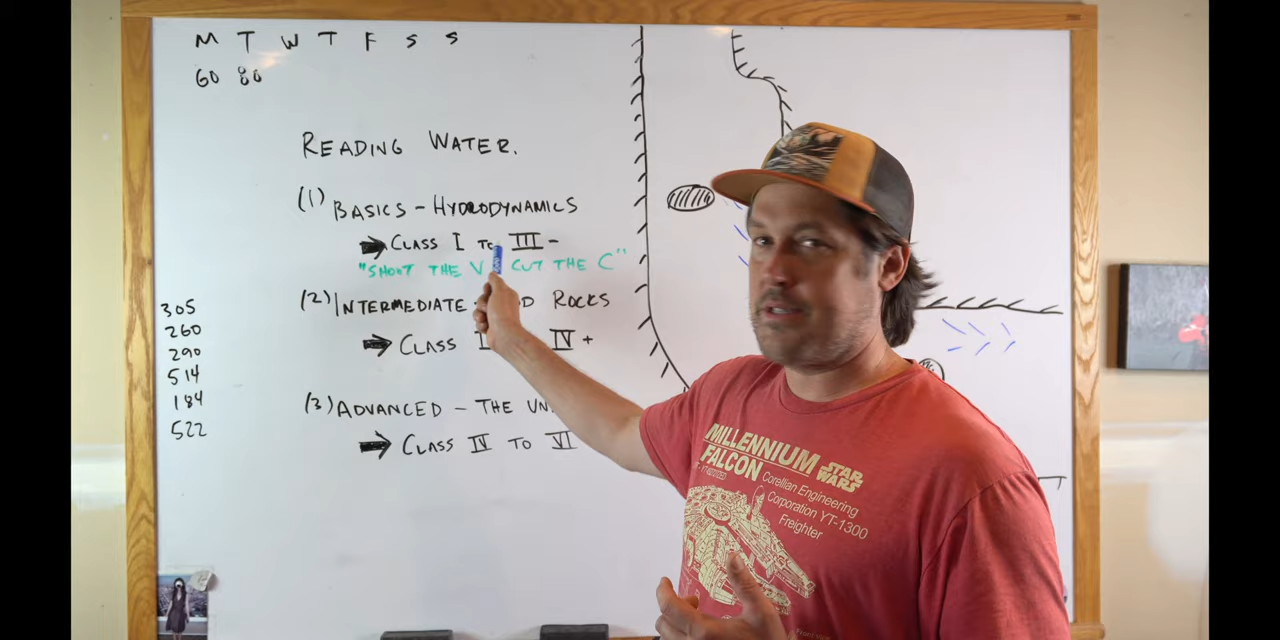 M T W T F S S
60 80
READING WATER.
(1) BASICS - HYDRODYNAMICS
➡ CLASS I TO III -
"SHOOT THE V CUT THE C"
(2) INTERMEDIATE - ROCKS
➡ CLASS IV +
(3) ADVANCED - THE
➡ CLASS IV TO VI
305
260
290
514
184
522
MILLENNIUM
FALCON
STAR
WARS
Corellian Engineering
Corporation YT-1300
Freighter